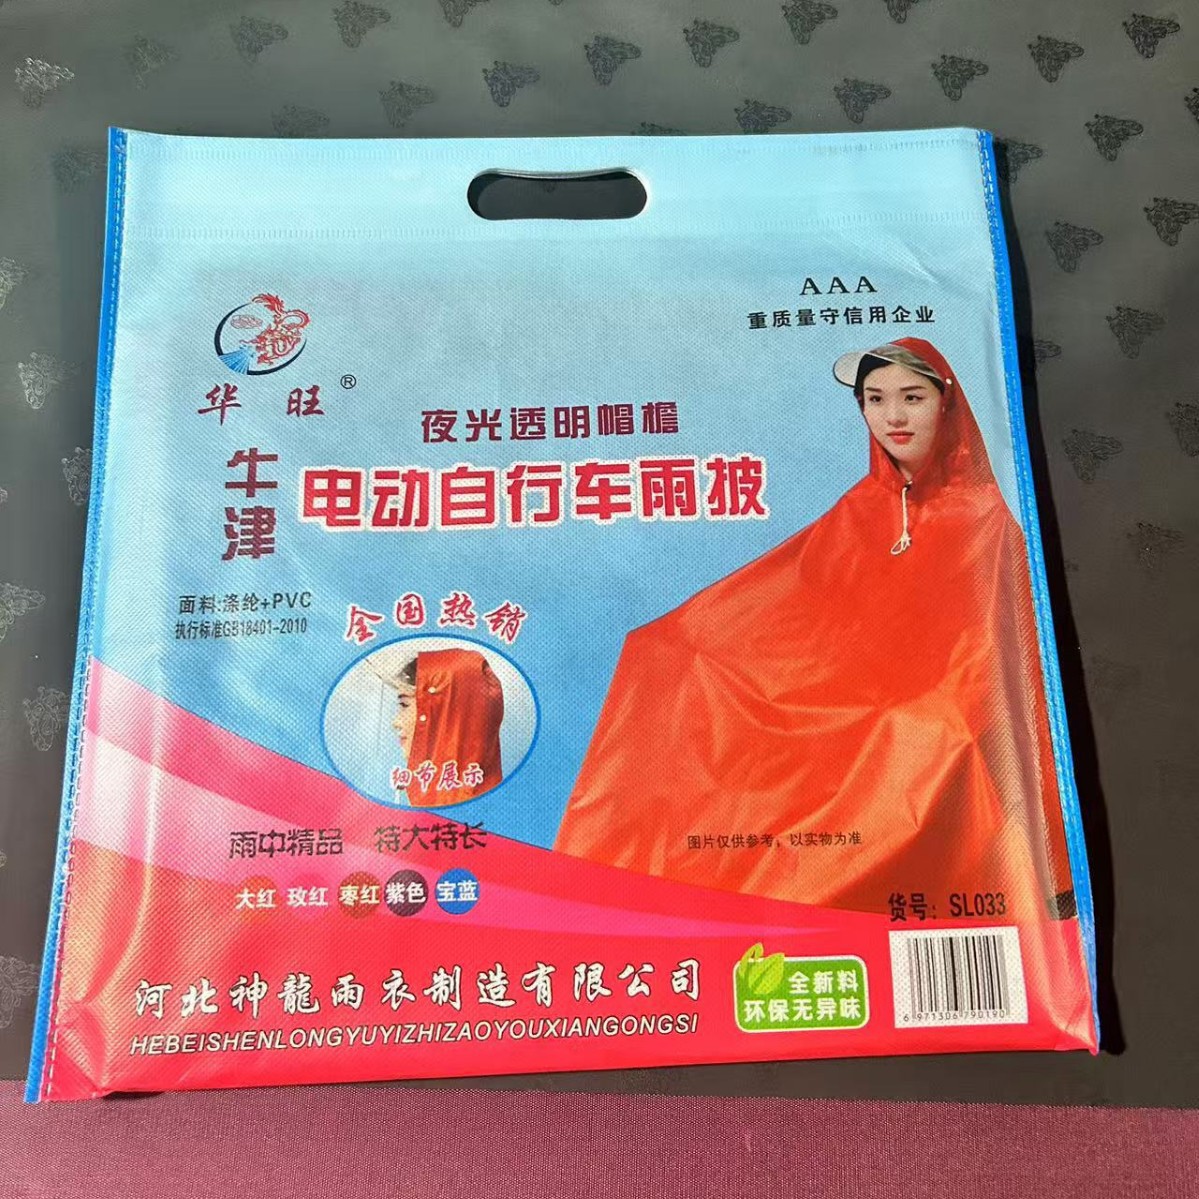 AAA
重质量守信用企业
华旺®
夜光透明帽檐
牛津
电动自行车雨披
面料:涤纶+PVC
执行标准GB18401-2010
全国热销
细节展示
雨中精品 特大特长
图片仅供参考，以实物为准
大红 玫红 枣红 紫色 宝蓝
货号：SL033
河北神龍雨衣制造有限公司
HEBEISHENLONGYUYIZHIZAOYOUXIANGONGSI
全新料
环保无异味
6 971306 790190